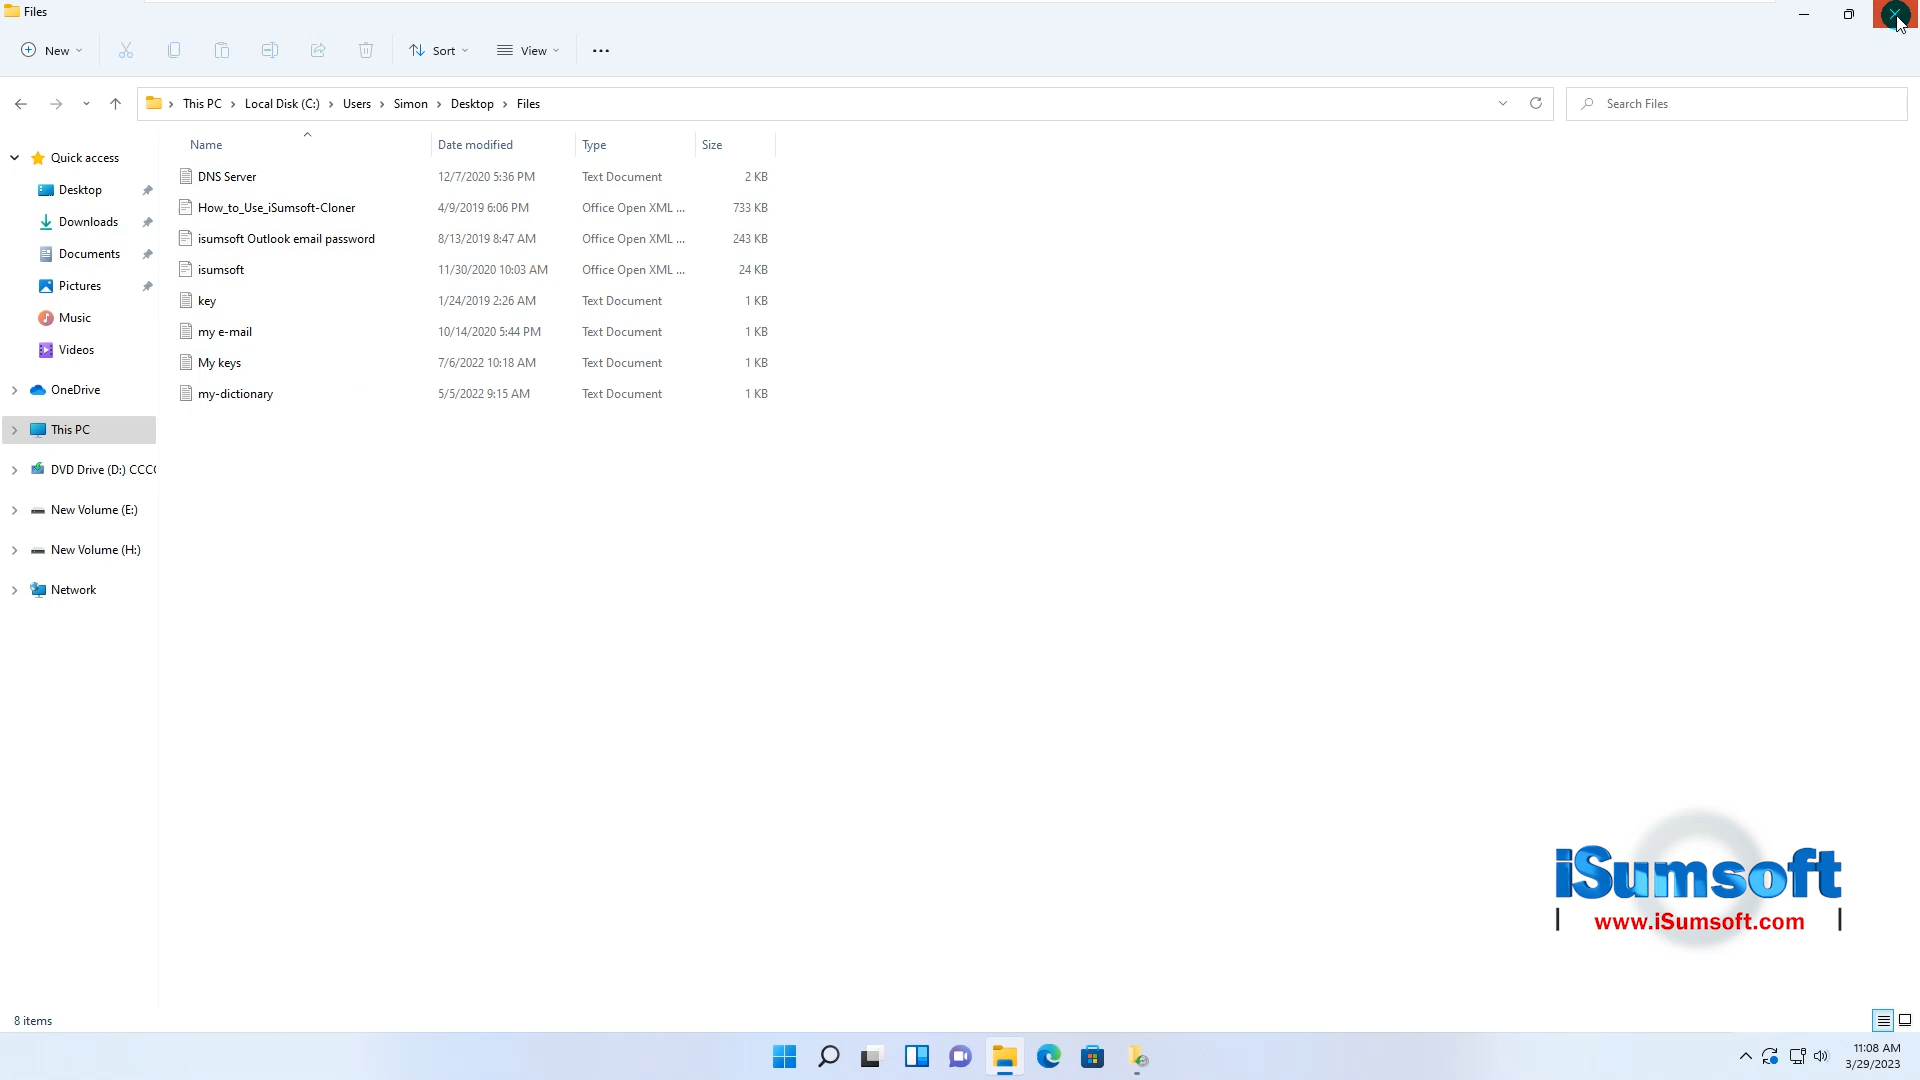 Files
New
Sort
View
This PC
Local Disk (C:)
Users
Simon
Desktop
Files
Search Files
Quick access
Desktop
Downloads
Documents
Pictures
Music
Videos
OneDrive
This PC
DVD Drive (D:) CCC
New Volume (E:)
New Volume (H:)
Network
Name Date modified Type Size
DNS Server 12/7/2020 5:36 PM Text Document 2 KB
How_to_Use_iSumsoft-Cloner 4/9/2019 6:06 PM Office Open XML ... 733 KB
isumsoft Outlook email password 8/13/2019 8:47 AM Office Open XML ... 243 KB
isumsoft 11/30/2020 10:03 AM Office Open XML ... 24 KB
key 1/24/2019 2:26 AM Text Document 1 KB
my e-mail 10/14/2020 5:44 PM Text Document 1 KB
My keys 7/6/2022 10:18 AM Text Document 1 KB
my-dictionary 5/5/2022 9:15 AM Text Document 1 KB
iSumsoft
www.iSumsoft.com
8 items
11:08 AM
3/29/2023